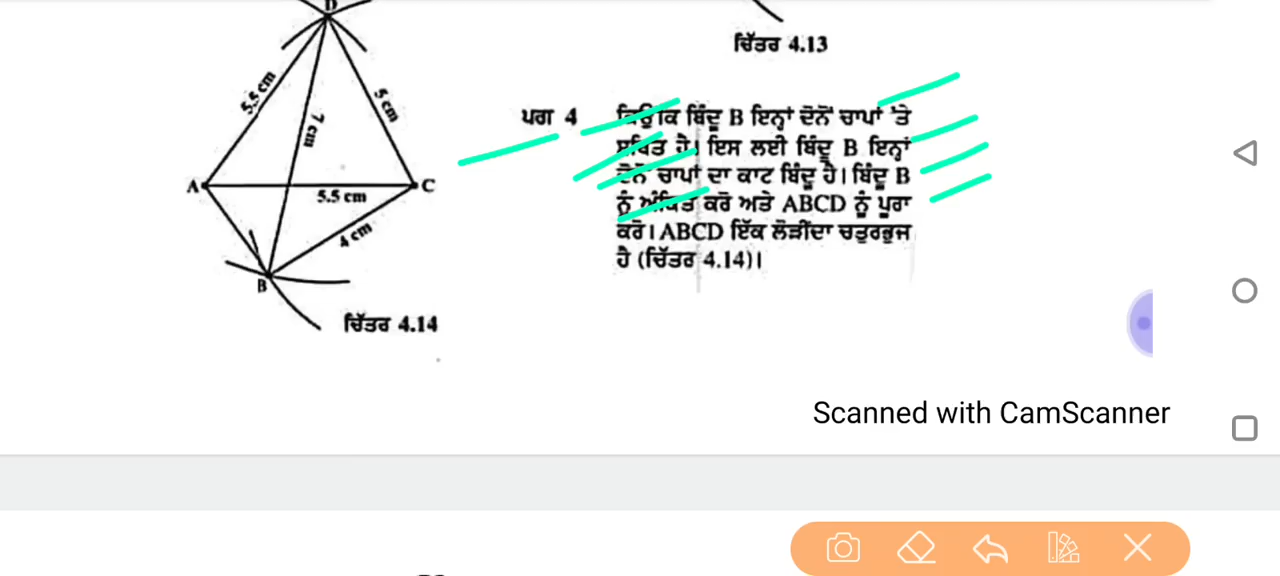 D
ਚਿੱਤਰ 4.13
5.5 cm
5 cm
7 cm
ਪਗ 4 ਕਿਉਂਕਿ ਬਿੰਦੂ B ਇਨ੍ਹਾਂ ਦੋਨੋਂ ਚਾਪਾਂ 'ਤੇ
ਸਥਿਤ ਹੈ। ਇਸ ਲਈ ਬਿੰਦੂ B ਇਨ੍ਹਾਂ
ਦੋਨੋਂ ਚਾਪਾਂ ਦਾ ਕਾਟ ਬਿੰਦੂ ਹੈ। ਬਿੰਦੂ B
ਨੂੰ ਅੰਕਿਤ ਕਰੋ ਅਤੇ ABCD ਨੂੰ ਪੂਰਾ
ਕਰੋ। ABCD ਇੱਕ ਲੋੜੀਂਦਾ ਚਤੁਰਭੁਜ
ਹੈ (ਚਿੱਤਰ 4.14)।
A
C
5.5 cm
4 cm
B
ਚਿੱਤਰ 4.14
Scanned with CamScanner